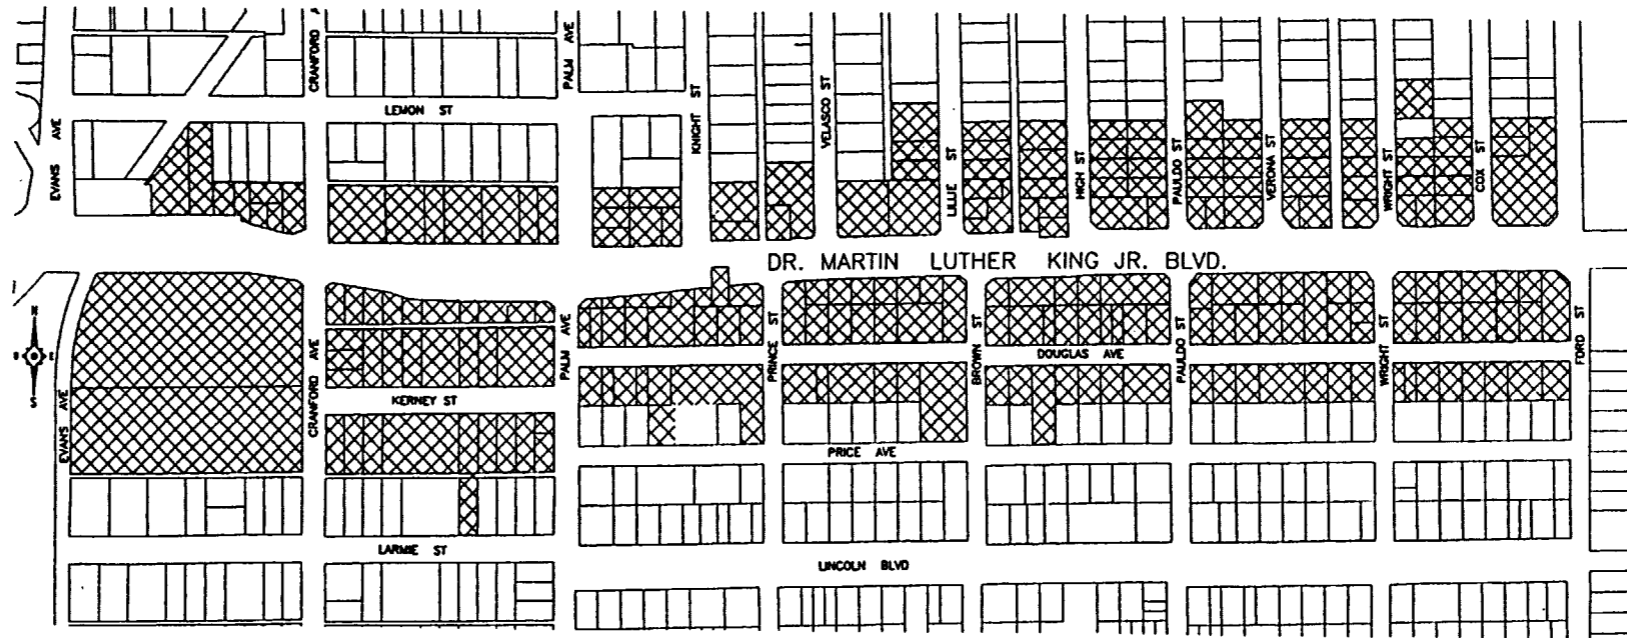 CRANFORD
PALM AVE
LEMON ST
EVANS AVE
KNIGHT ST
VELASCO ST
LILLIE ST
HIGH ST
PAULDO ST
VERONA ST
WRIGHT ST
COX ST
DR. MARTIN LUTHER KING JR. BLVD.
N
E
S
EVANS AVE
CRANFORD AVE
PALM AVE
PRINCE ST
BROWN ST
PAULDO ST
WRIGHT ST
FORD ST
DOUGLAS AVE
KERNEY ST
PRICE AVE
LARMIE ST
LINCOLN BLVD